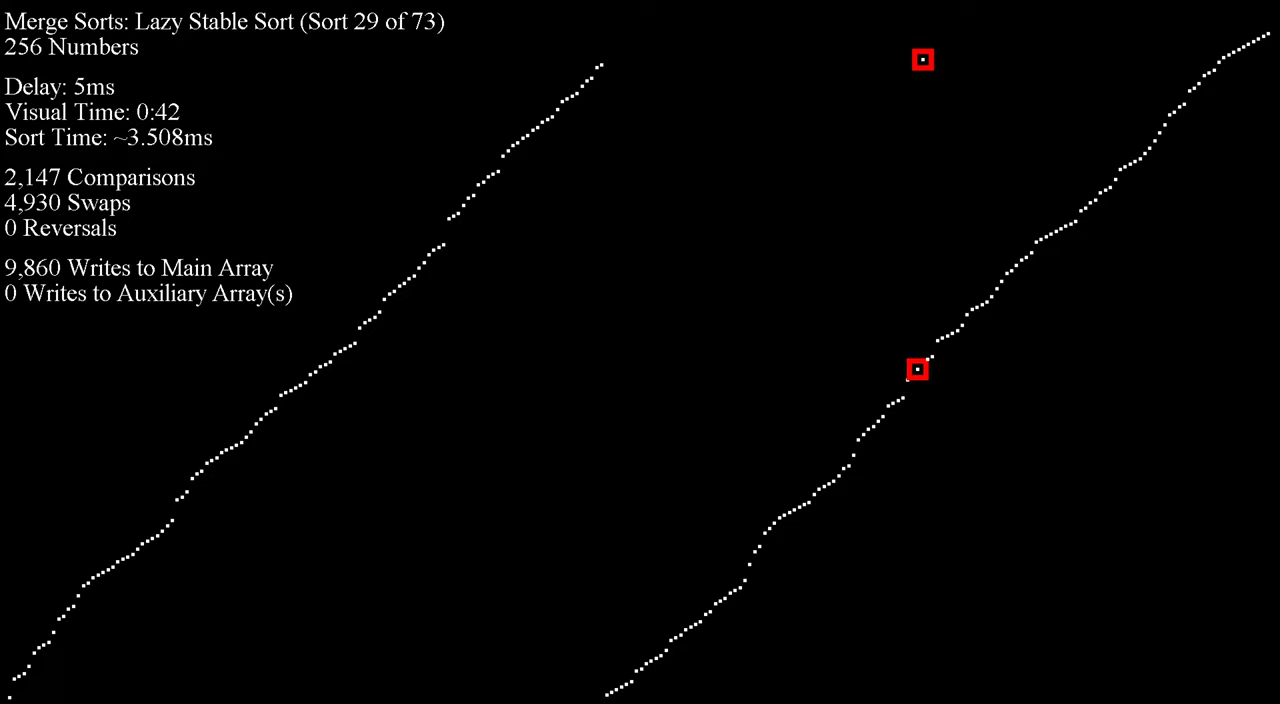 Merge Sorts: Lazy Stable Sort (Sort 29 of 73)
256 Numbers
Delay: 5ms
Visual Time: 0:42
Sort Time: ~3.508ms
2,147 Comparisons
4,930 Swaps
0 Reversals
9,860 Writes to Main Array
0 Writes to Auxiliary Array(s)